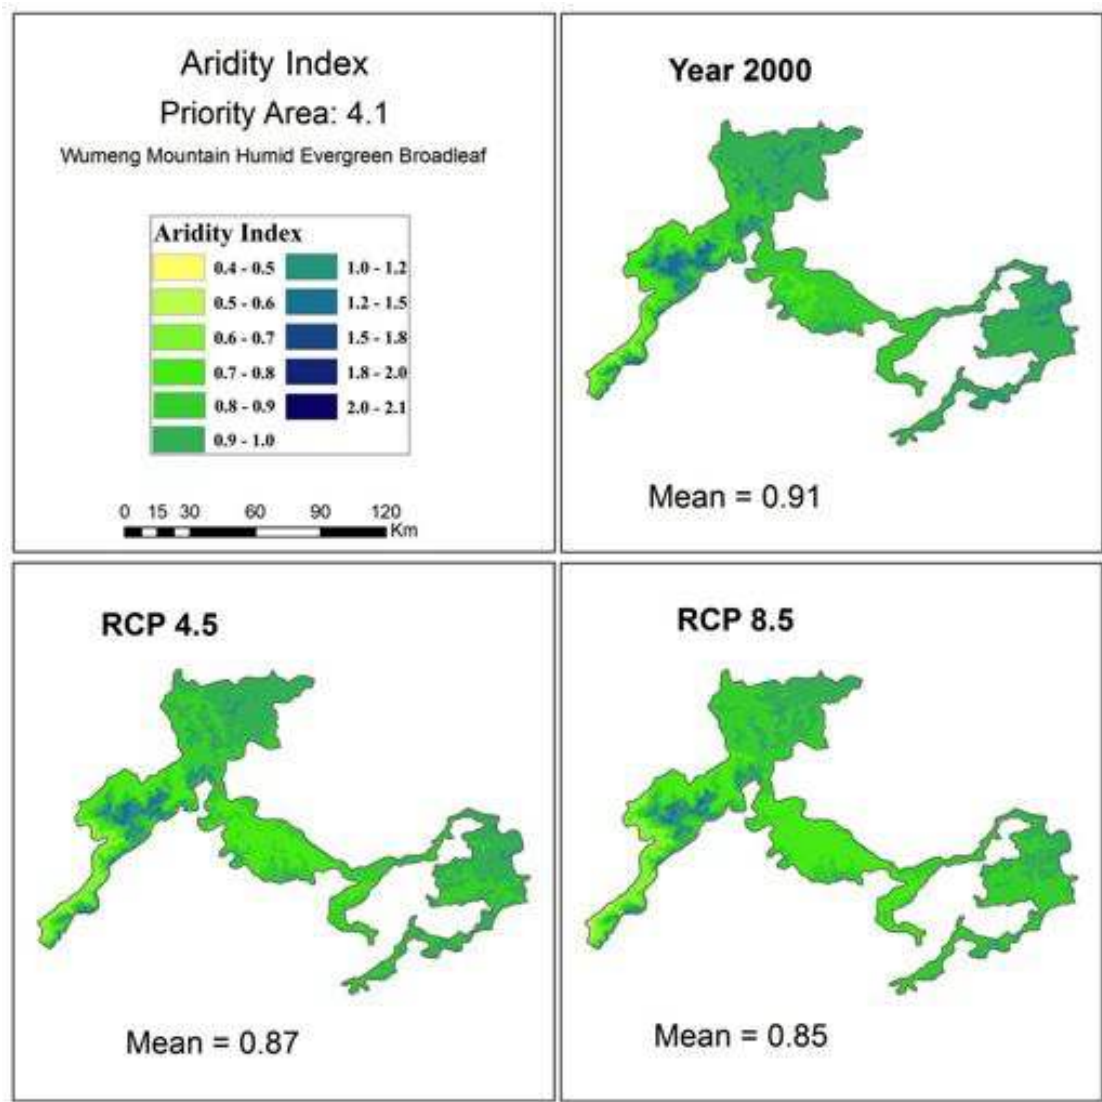 Aridity Index
Priority Area: 4.1
Wumeng Mountain Humid Evergreen Broadleaf
Aridity Index
0.4 - 0.5
0.5 - 0.6
0.6 - 0.7
0.7 - 0.8
0.8 - 0.9
0.9 - 1.0
1.0 - 1.2
1.2 - 1.5
1.5 - 1.8
1.8 - 2.0
2.0 - 2.1
0 15 30 60 90 120
Km
Year 2000
Mean = 0.91
RCP 4.5
Mean = 0.87
RCP 8.5
Mean = 0.85